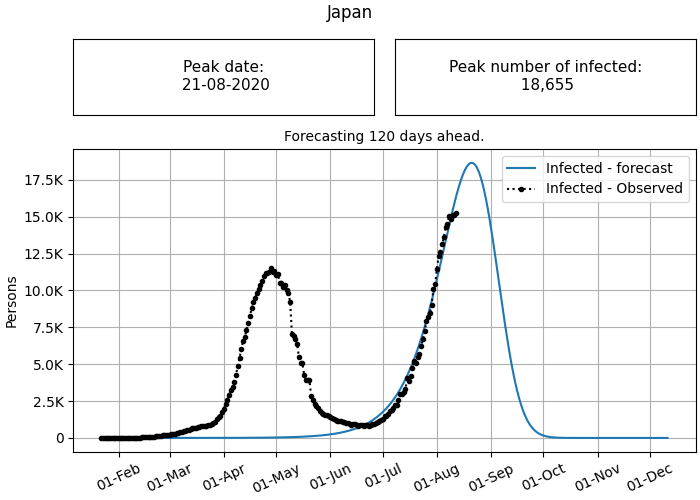 Japan
Peak date:
21-08-2020
Peak number of infected:
18,655
Forecasting 120 days ahead.
Infected - forecast
Infected - Observed
Persons
17.5K
15.0K
12.5K
10.0K
7.5K
5.0K
2.5K
0
01-Feb 01-Mar 01-Apr 01-May 01-Jun 01-Jul 01-Aug 01-Sep 01-Oct 01-Nov 01-Dec